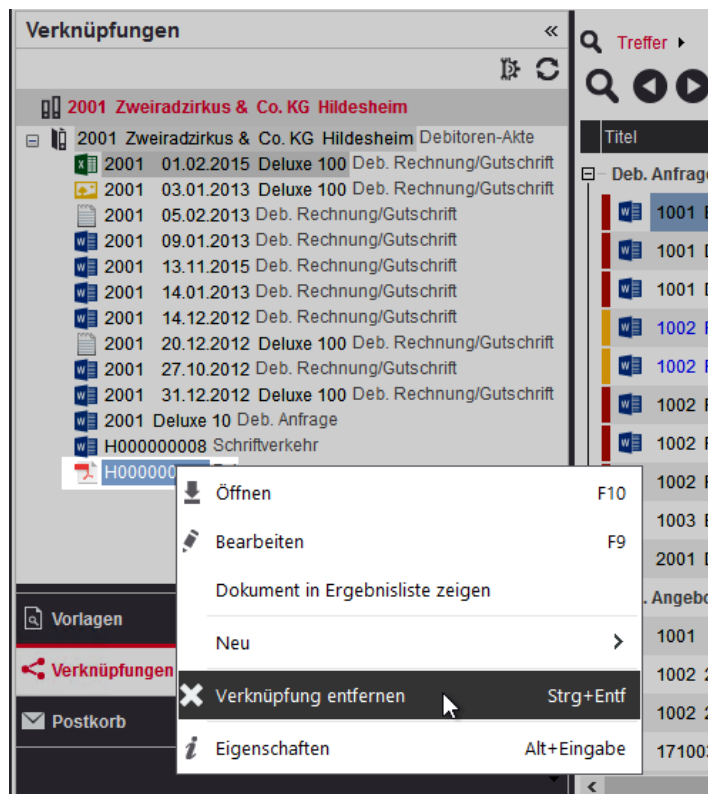 Verknüpfungen «
2001 Zweiradzirkus & Co. KG Hildesheim
2001 Zweiradzirkus & Co. KG Hildesheim Debitoren-Akte
2001 01.02.2015 Deluxe 100 Deb. Rechnung/Gutschrift
2001 03.01.2013 Deluxe 100 Deb. Rechnung/Gutschrift
2001 05.02.2013 Deb. Rechnung/Gutschrift
2001 09.01.2013 Deb. Rechnung/Gutschrift
2001 13.11.2015 Deb. Rechnung/Gutschrift
2001 14.01.2013 Deb. Rechnung/Gutschrift
2001 14.12.2012 Deb. Rechnung/Gutschrift
2001 20.12.2012 Deluxe 100 Deb. Rechnung/Gutschrift
2001 27.10.2012 Deb. Rechnung/Gutschrift
2001 31.12.2012 Deluxe 100 Deb. Rechnung/Gutschrift
2001 Deluxe 10 Deb. Anfrage
H000000008 Schriftverkehr
H000000
Öffnen F10
Bearbeiten F9
Dokument in Ergebnisliste zeigen
Neu
Verknüpfung entfernen Strg+Entf
Eigenschaften Alt+Eingabe
Vorlagen
Verknüpfungen
Postkorb
Treffer
Titel
Deb. Anfrage
1001
1001
1001
1002
1002
1002
1002
1002
1003
2001
. Angebo
1001
1002 2
1002 2
171003